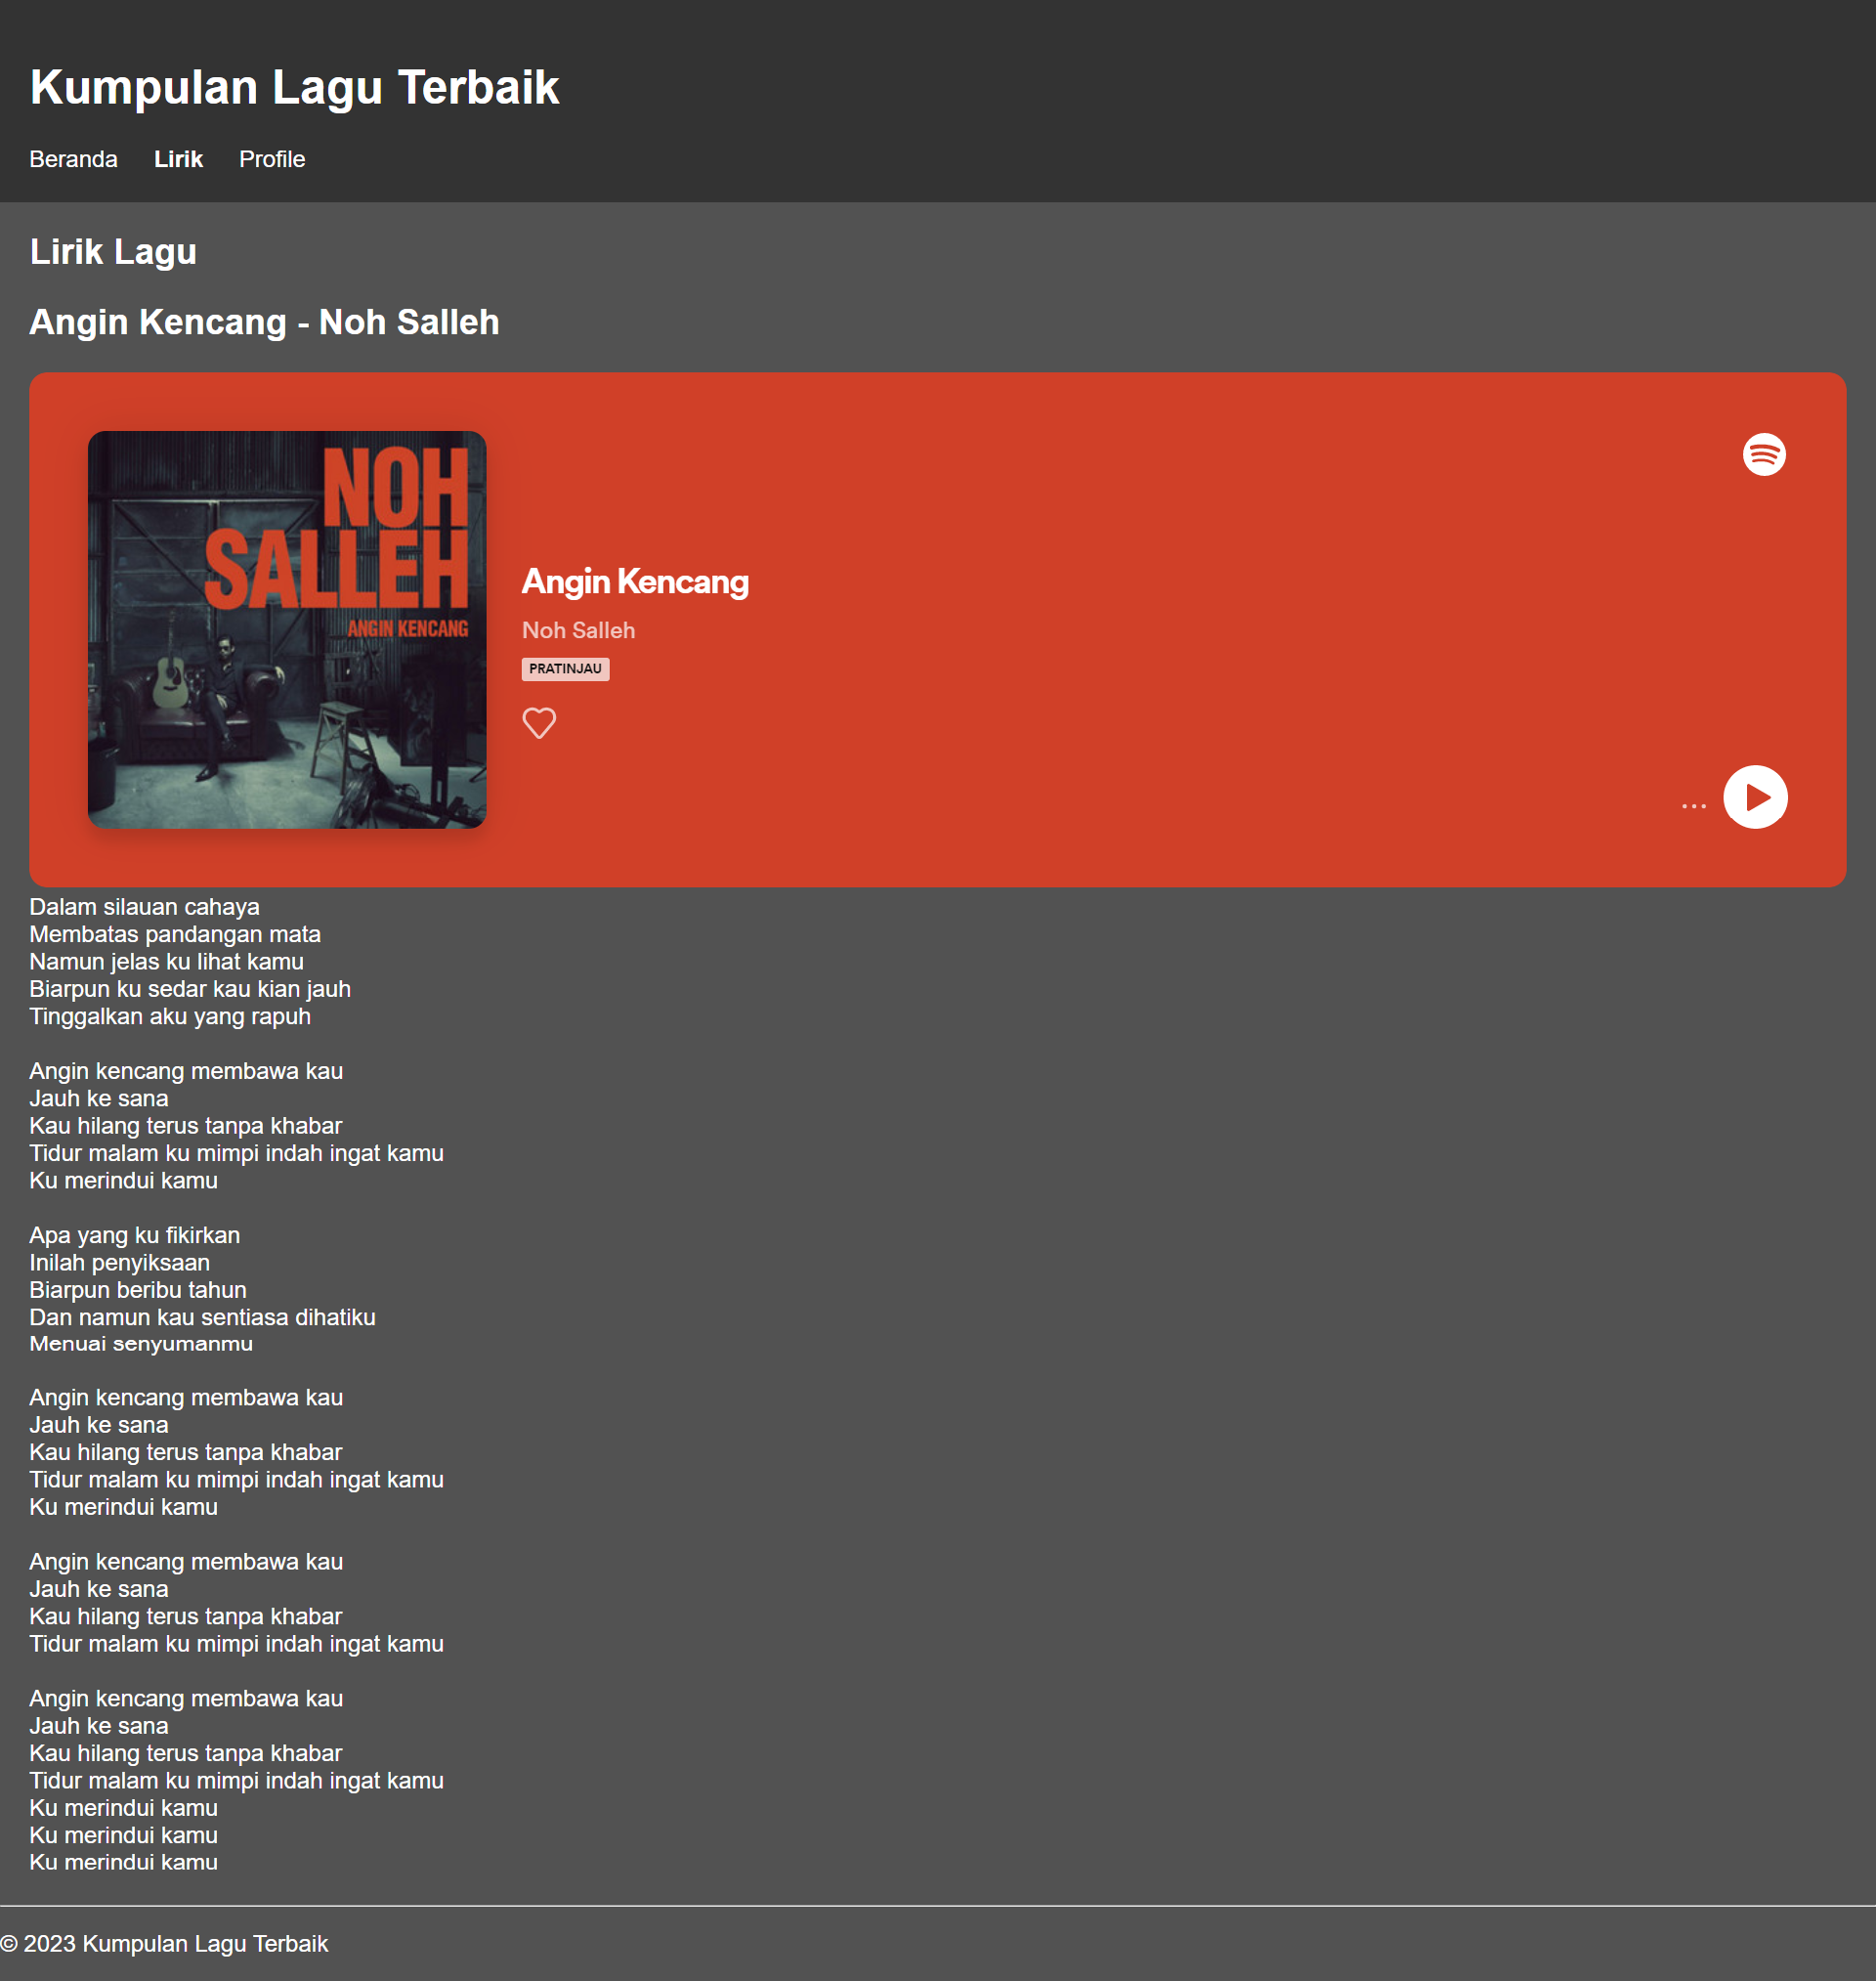 Kumpulan Lagu Terbaik
Beranda Lirik Profile
Lirik Lagu
Angin Kencang - Noh Salleh
NOH
SALLEH
ANGIN KENCANG
Angin Kencang
Noh Salleh
PRATINJAU
Dalam silauan cahaya
Membatas pandangan mata
Namun jelas ku lihat kamu
Biarpun ku sedar kau kian jauh
Tinggalkan aku yang rapuh
Angin kencang membawa kau
Jauh ke sana
Kau hilang terus tanpa khabar
Tidur malam ku mimpi indah ingat kamu
Ku merindui kamu
Apa yang ku fikirkan
Inilah penyiksaan
Biarpun beribu tahun
Dan namun kau sentiasa dihatiku
Menuai senyumanmu
Angin kencang membawa kau
Jauh ke sana
Kau hilang terus tanpa khabar
Tidur malam ku mimpi indah ingat kamu
Ku merindui kamu
Angin kencang membawa kau
Jauh ke sana
Kau hilang terus tanpa khabar
Tidur malam ku mimpi indah ingat kamu
Angin kencang membawa kau
Jauh ke sana
Kau hilang terus tanpa khabar
Tidur malam ku mimpi indah ingat kamu
Ku merindui kamu
Ku merindui kamu
Ku merindui kamu
© 2023 Kumpulan Lagu Terbaik